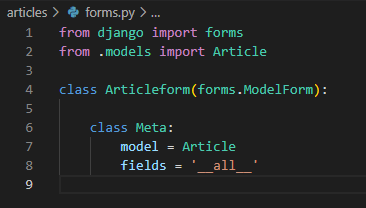 articles > forms.py > ...
1 from django import forms
2 from .models import Article
3
4 class Articleform(forms.ModelForm):
5
6     class Meta:
7         model = Article
8         fields = '__all__'
9